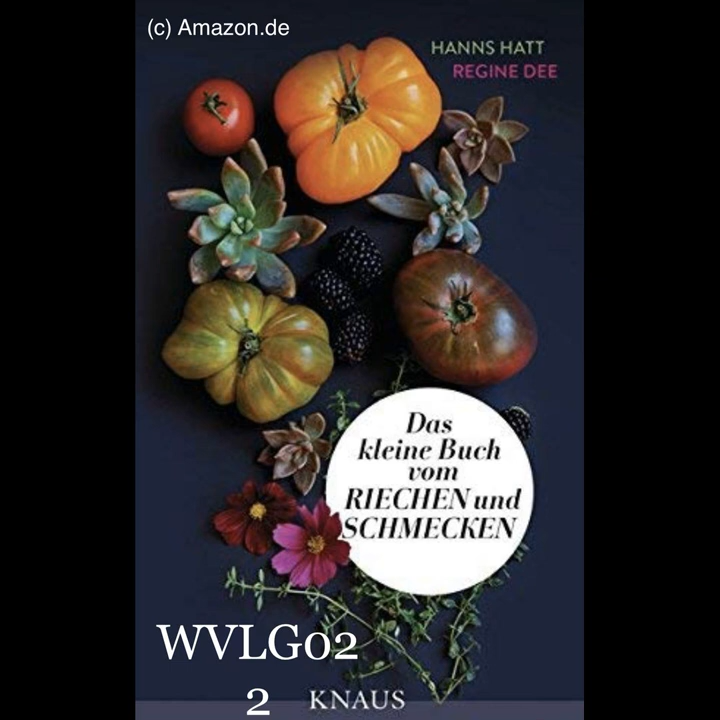 (c) Amazon.de
HANNS HATT
REGINE DEE
Das
kleine Buch
vom
RIECHEN und
SCHMECKEN
WVLG02
2
KNAUS